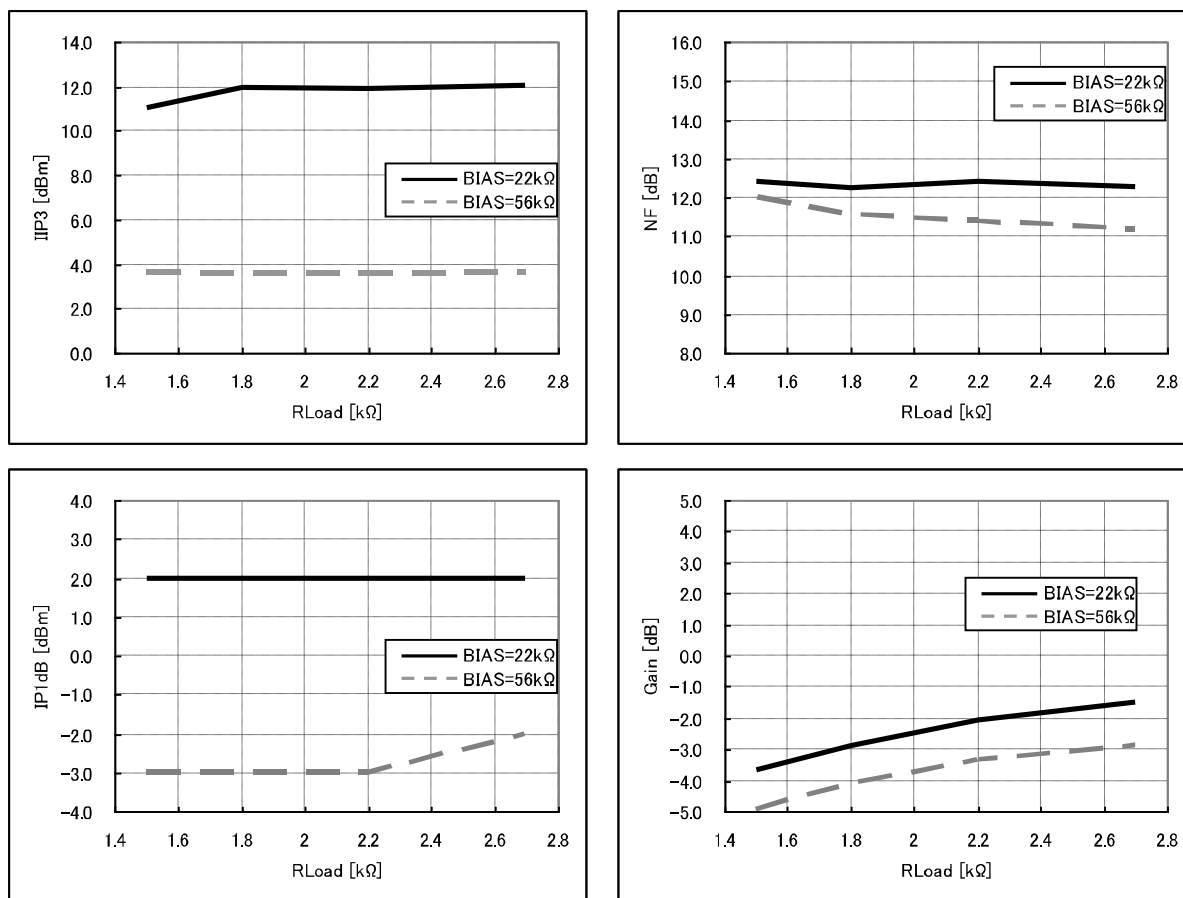 14.0
12.0
10.0
8.0
6.0
4.0
2.0
0.0
IIP3 [dBm]
BIAS=22kΩ
BIAS=56kΩ
1.4 1.6 1.8 2 2.2 2.4 2.6 2.8
RLoad [kΩ]
16.0
15.0
14.0
13.0
12.0
11.0
10.0
9.0
8.0
NF [dB]
BIAS=22kΩ
BIAS=56kΩ
1.4 1.6 1.8 2 2.2 2.4 2.6 2.8
RLoad [kΩ]
4.0
3.0
2.0
1.0
0.0
-1.0
-2.0
-3.0
-4.0
IP1dB [dBm]
BIAS=22kΩ
BIAS=56kΩ
1.4 1.6 1.8 2 2.2 2.4 2.6 2.8
RLoad [kΩ]
5.0
4.0
3.0
2.0
1.0
0.0
-1.0
-2.0
-3.0
-4.0
-5.0
Gain [dB]
BIAS=22kΩ
BIAS=56kΩ
1.4 1.6 1.8 2 2.2 2.4 2.6 2.8
RLoad [kΩ]